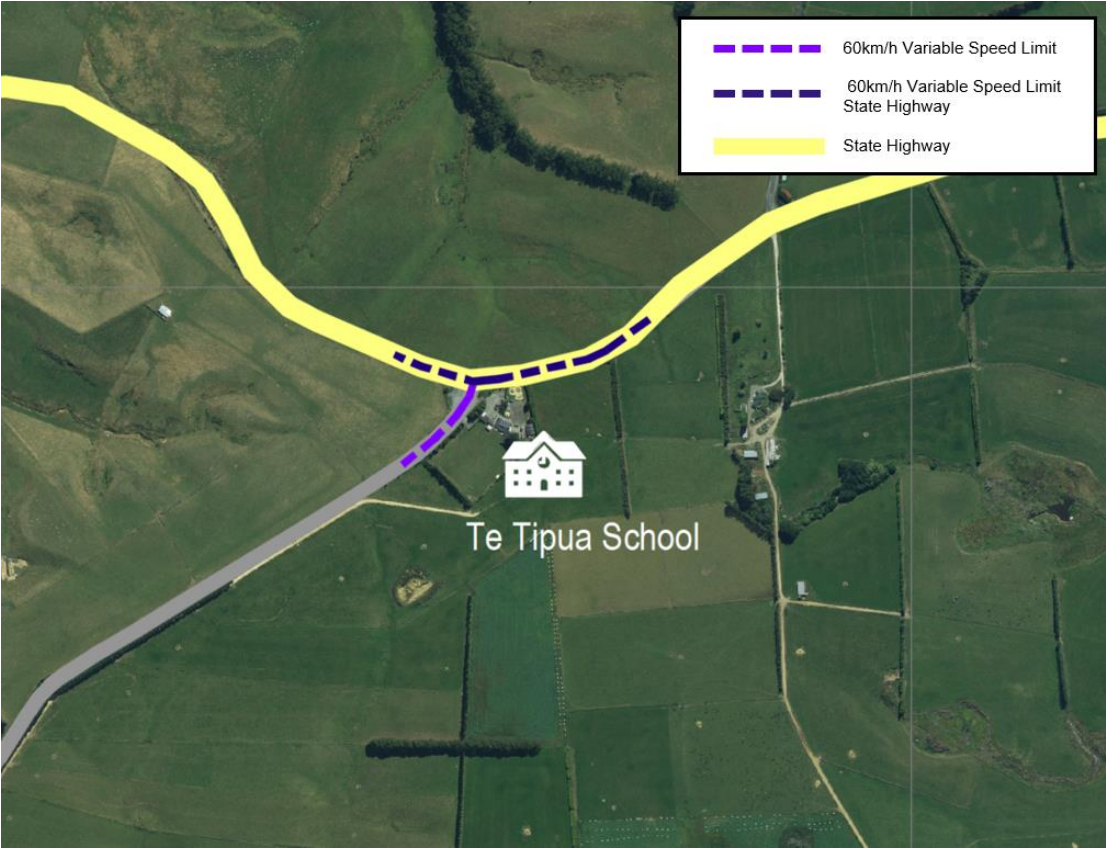 60km/h Variable Speed Limit
60km/h Variable Speed Limit
State Highway
State Highway
Te Tipua School